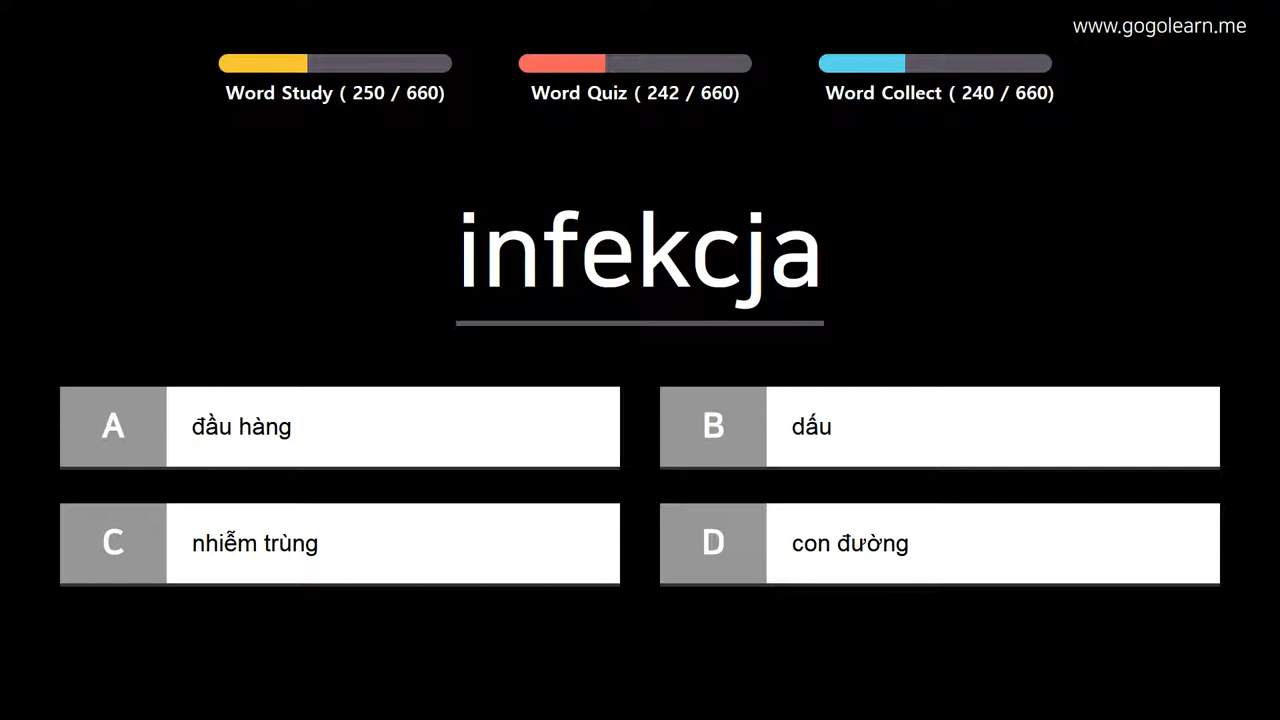 www.gogolearn.me
Word Study ( 250 / 660)
Word Quiz ( 242 / 660)
Word Collect ( 240 / 660)
infekcja
A đầu hàng
B dấu
C nhiễm trùng
D con đường